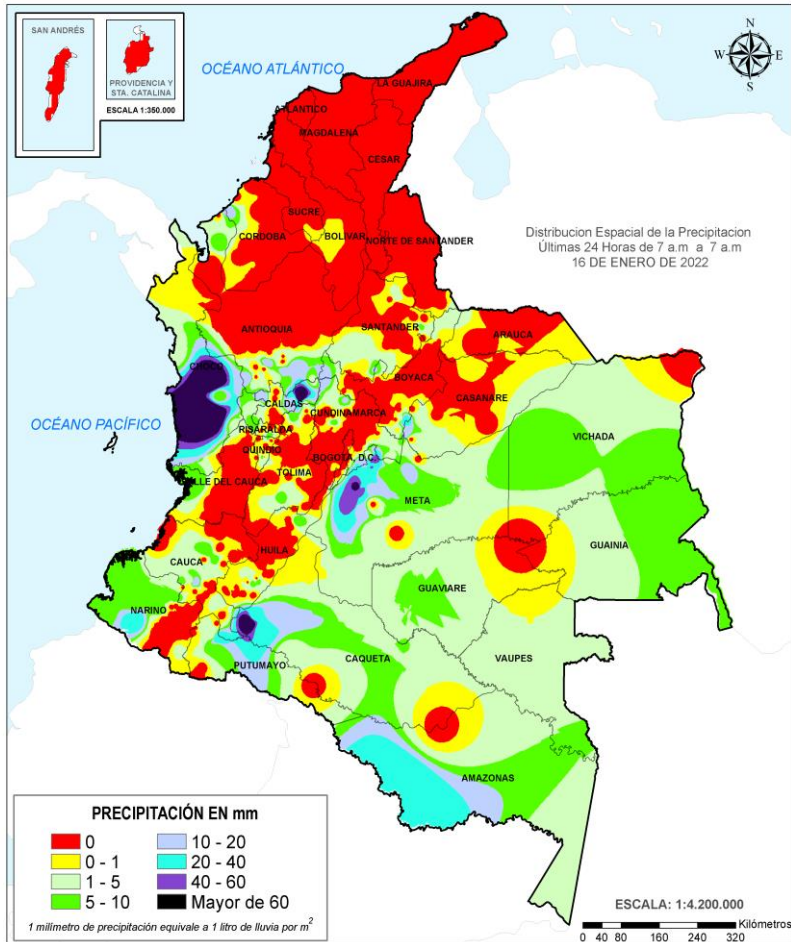 SAN ANDRÉS
PROVIDENCIA Y
STA. CATALINA
ESCALA 1:350.000
OCÉANO ATLÁNTICO
N
W
E
S
LA GUAJIRA
ATLANTICO
MAGDALENA
CESAR
SUCRE
CORDOBA
BOLIVAR
NORTE DE SANTANDER
Distribucion Espacial de la Precipitacion
Últimas 24 Horas de 7 a.m a 7 a.m
16 DE ENERO DE 2022
ANTIOQUIA
SANTANDER
ARAUCA
CHOCO
BOYACA
CALDAS
CASANARE
CUNDINAMARCA
OCÉANO PACÍFICO
RISARALDA
VICHADA
QUINDIO
BOGOTA, D.C.
TOLIMA
VALLE DEL CAUCA
META
GUAINIA
HUILA
CAUCA
GUAVIARE
NARIÑO
VAUPES
CAQUETA
PUTUMAYO
AMAZONAS
PRECIPITACIÓN EN mm
0
0 - 1
1 - 5
5 - 10
10 - 20
20 - 40
40 - 60
Mayor de 60
1 milímetro de precipitación equivale a 1 litro de lluvia por m²
ESCALA: 1:4.200.000
Kilómetros
0 40 80 160 240 320